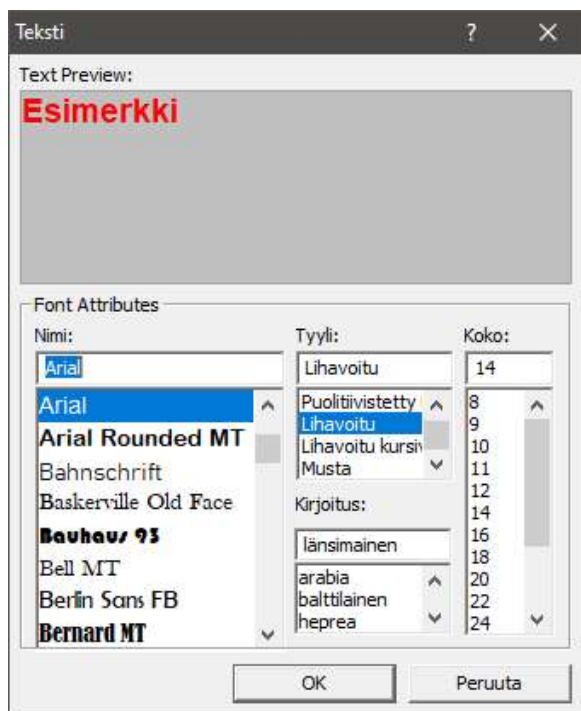 Teksti ? ×
Text Preview:
Esimerkki
Font Attributes
Nimi:
Arial
Arial
Arial Rounded MT
Bahnschrift
Baskerville Old Face
Bauhaus 93
Bell MT
Berlin Sans FB
Bernard MT
Tyyli:
Lihavoitu
Puolitiivistetty
Lihavoitu
Lihavoitu kursiv
Musta
Kirjoitus:
länsimainen
arabia
balttilainen
heprea
Koko:
14
8
9
10
11
12
14
16
18
20
22
24
OK
Peruuta